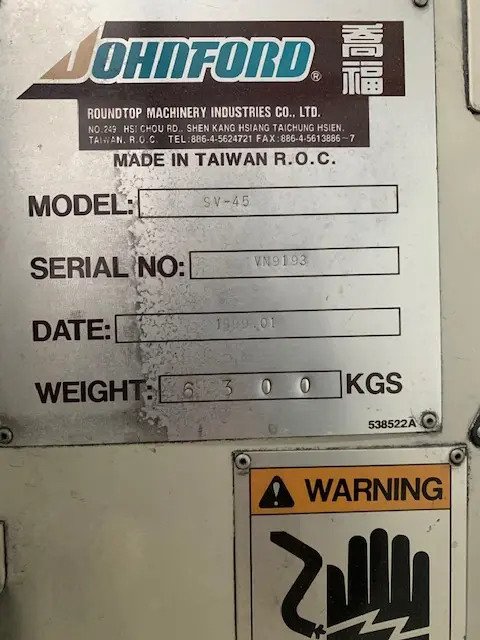 JOHNFORD®
喬福
ROUNDTOP MACHINERY INDUSTRIES CO., LTD.
NO.249 HSI CHOU RD., SHEN KANG HSIANG TAICHUNG HSIEN.
TAIWAN, R.O.C. TEL:886-4-5624721 FAX:886-4-5613886~7
MADE IN TAIWAN R.O.C.
MODEL: SV-45
SERIAL NO: VN9193
DATE: 1999.01
WEIGHT: 6300 KGS
538522A
WARNING